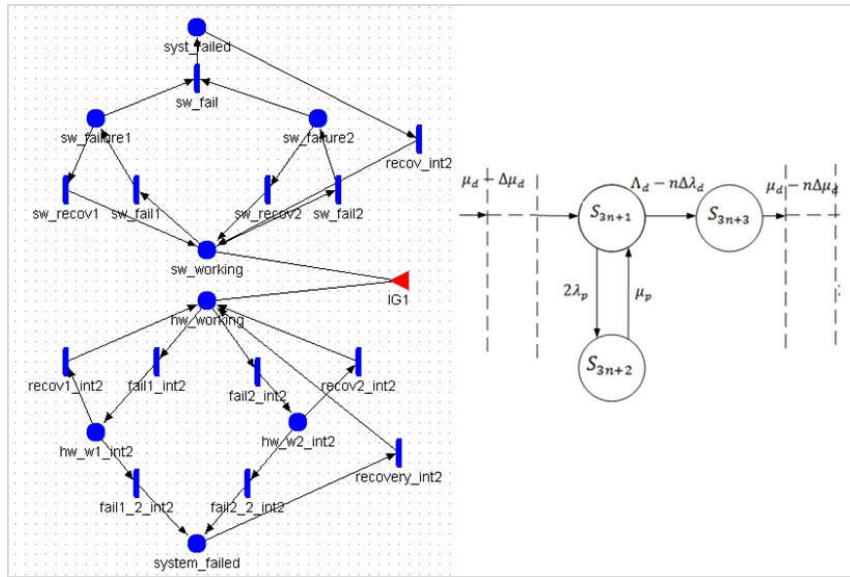 syst_failed
sw_fail
sw_failore1
sw_failure2
recov_int2
sw_recov1
sw_fail1
sw_recov2
sw_fail2
sw_working
IG1
hw_working
recov1_int2
fail1_int2
fail2_int2
recov2_int2
hw_w1_int2
hw_w2_int2
recovery_int2
fail1_2_int2
fail2_2_int2
system_failed
μ_d − Δμ_d
Λ_d − nΔλ_d
μ_d − nΔμ_d
S_{3n+1}
S_{3n+3}
2λ_p
μ_p
S_{3n+2}